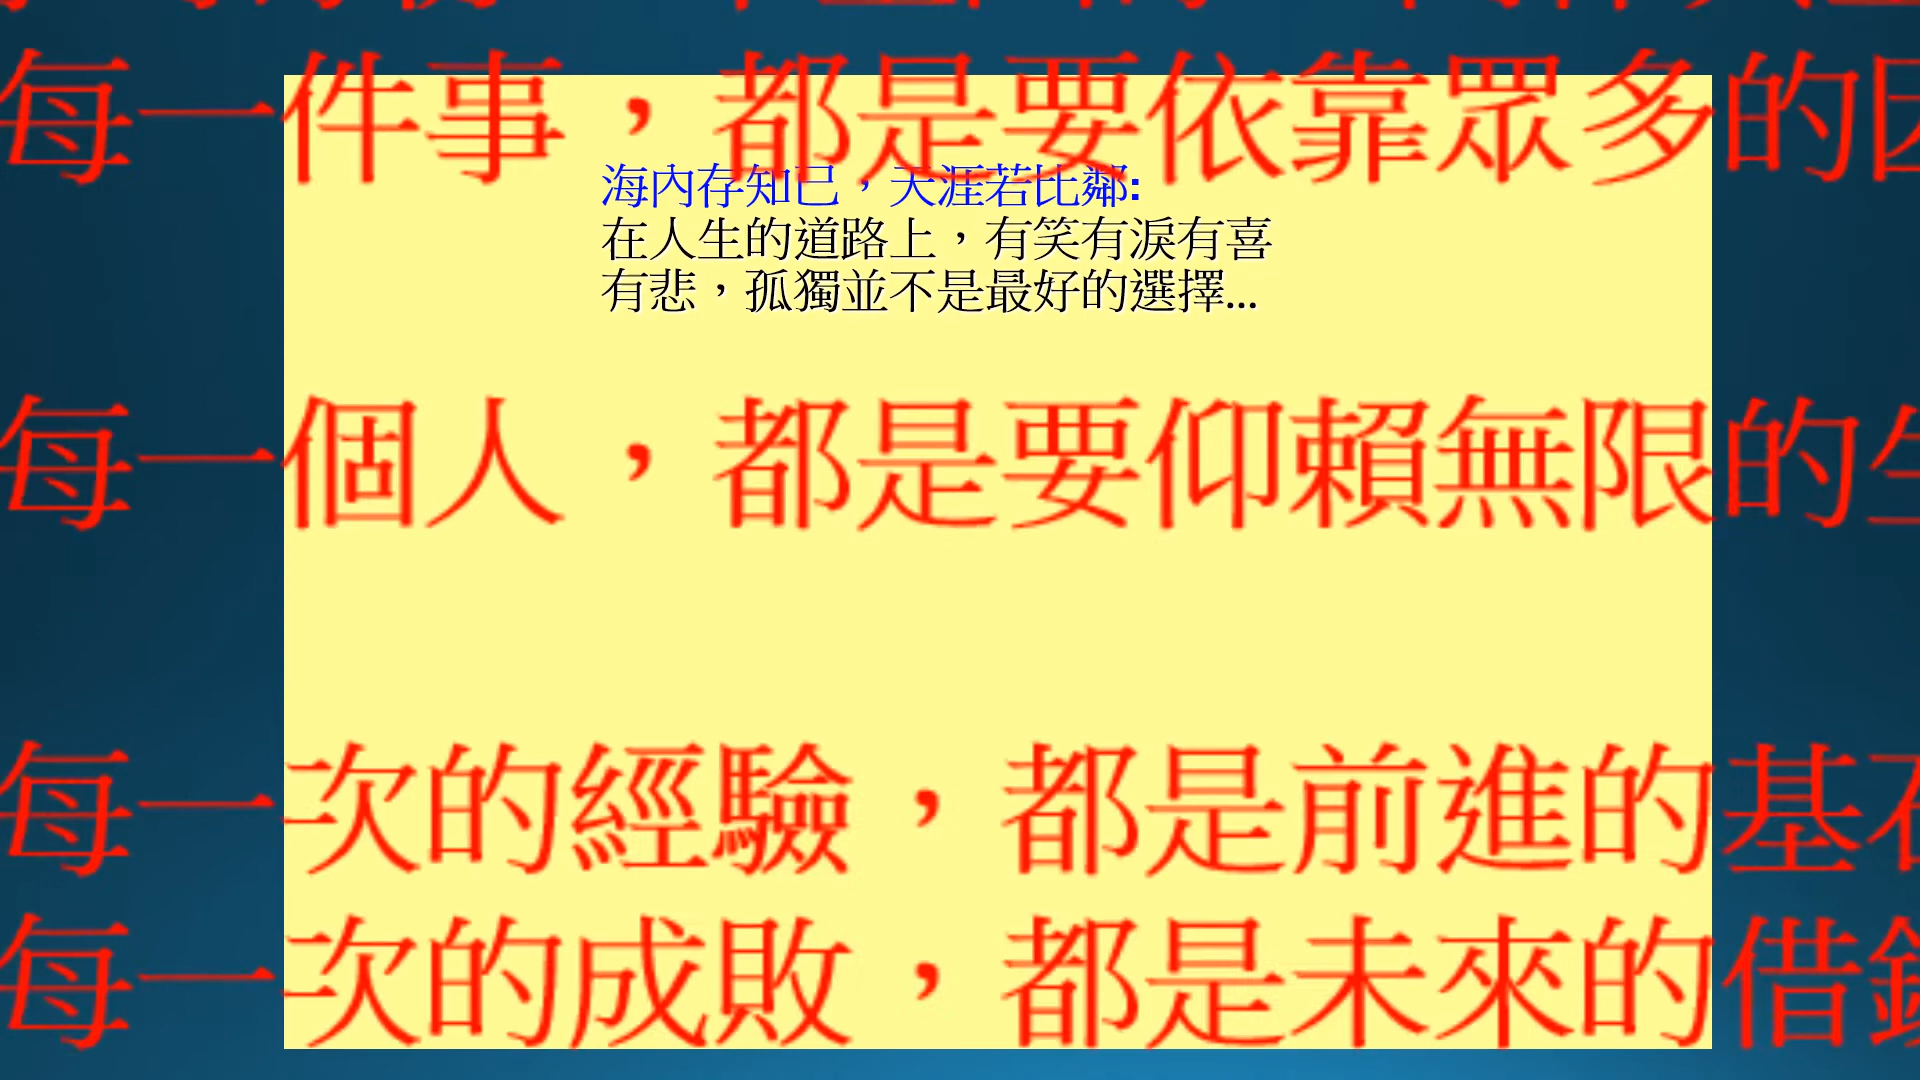 每一件事，都是要依靠眾多的因
海內存知己，天涯若比鄰:
在人生的道路上，有笑有淚有喜
有悲，孤獨並不是最好的選擇...
每一個人，都是要仰賴無限的生
每一次的經驗，都是前進的基石
每一次的成敗，都是未來的借